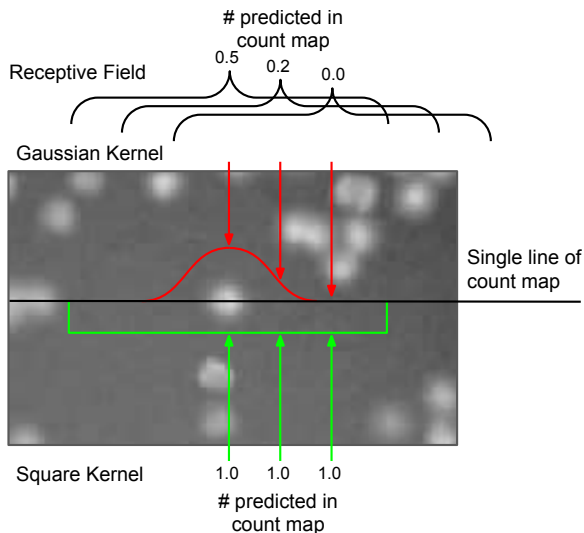 # predicted in
count map
Receptive Field
0.5
0.2
0.0
Gaussian Kernel
Single line of
count map
Square Kernel
1.0
1.0
1.0
# predicted in
count map